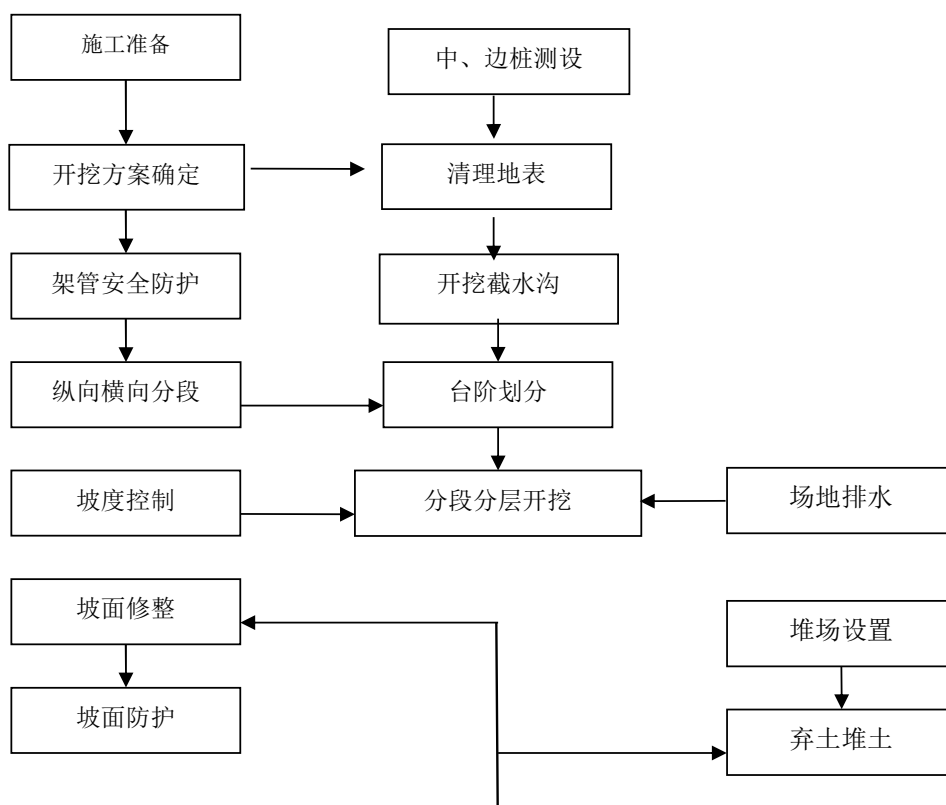 施工准备
中、边桩测设
开挖方案确定
清理地表
架管安全防护
开挖截水沟
纵向横向分段
台阶划分
坡度控制
分段分层开挖
场地排水
坡面修整
堆场设置
坡面防护
弃土堆土